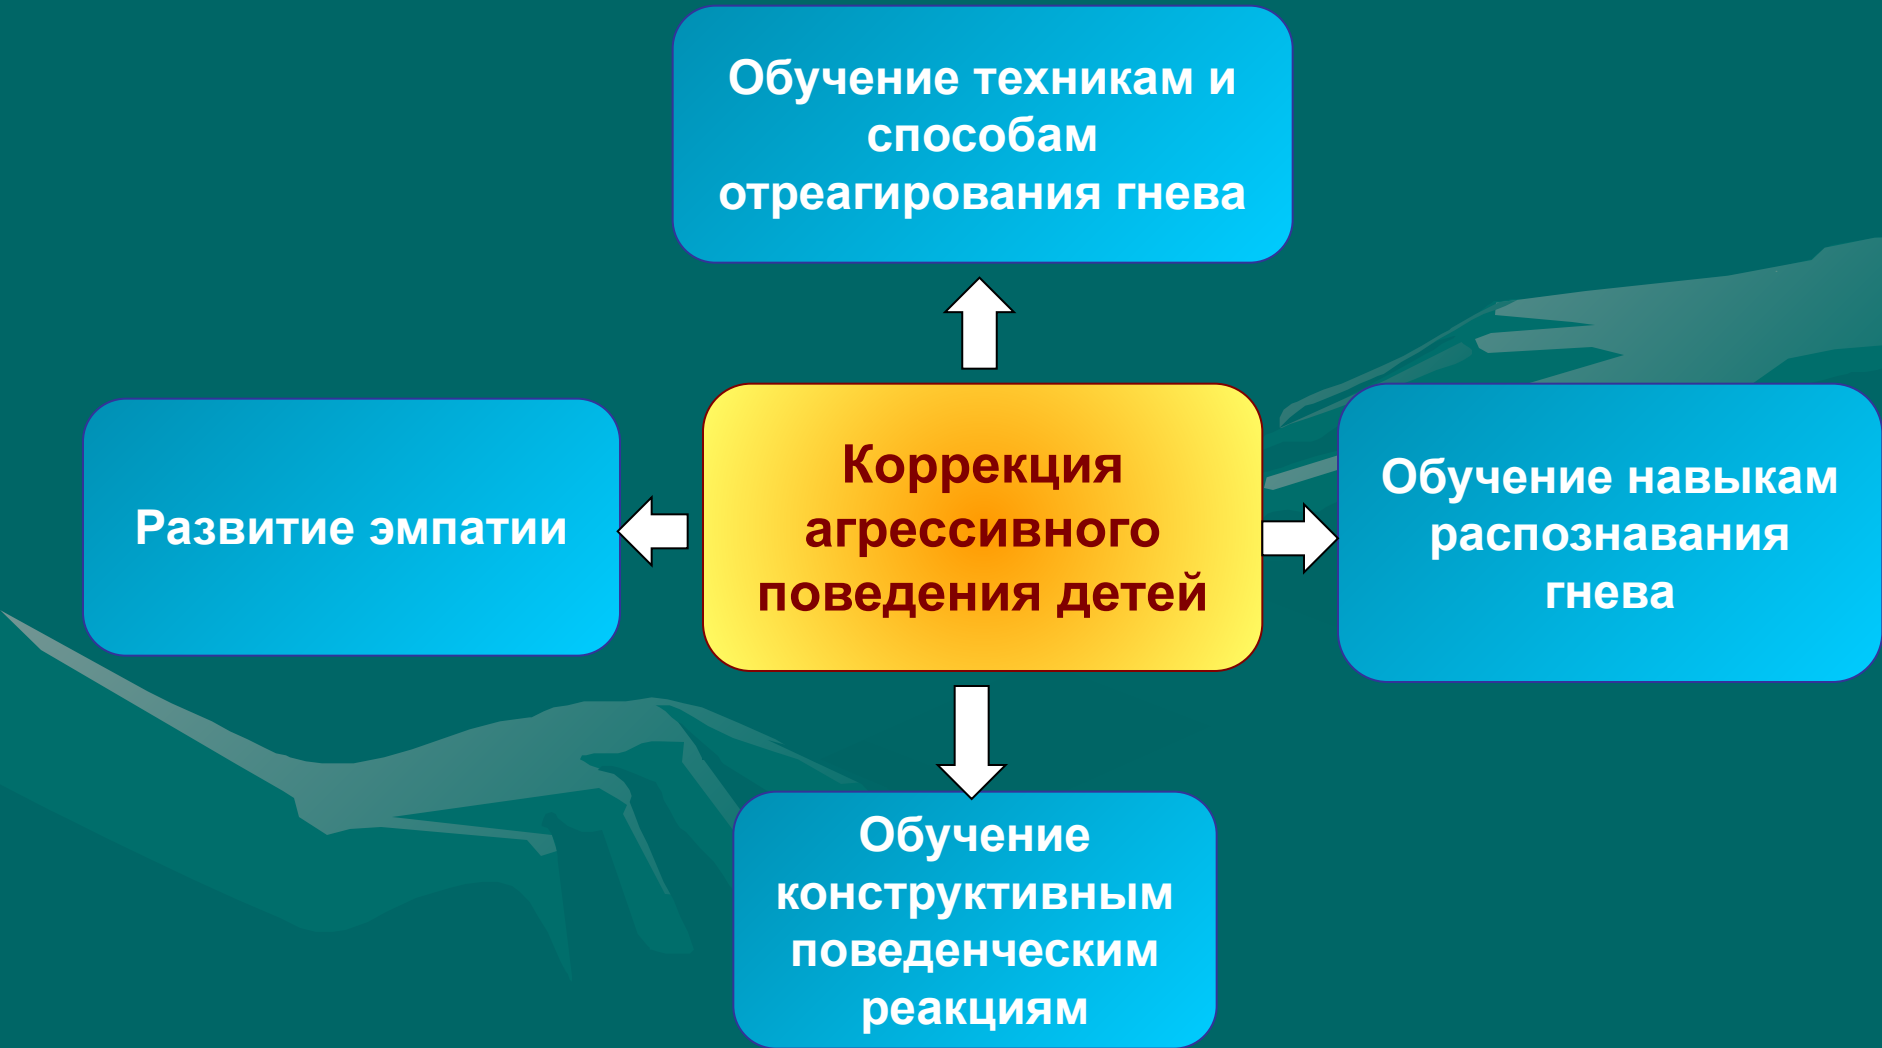 Обучение техникам и
способам
отреагирования гнева
Развитие эмпатии
Коррекция
агрессивного
поведения детей
Обучение навыкам
распознавания
гнева
Обучение
конструктивным
поведенческим
реакциям